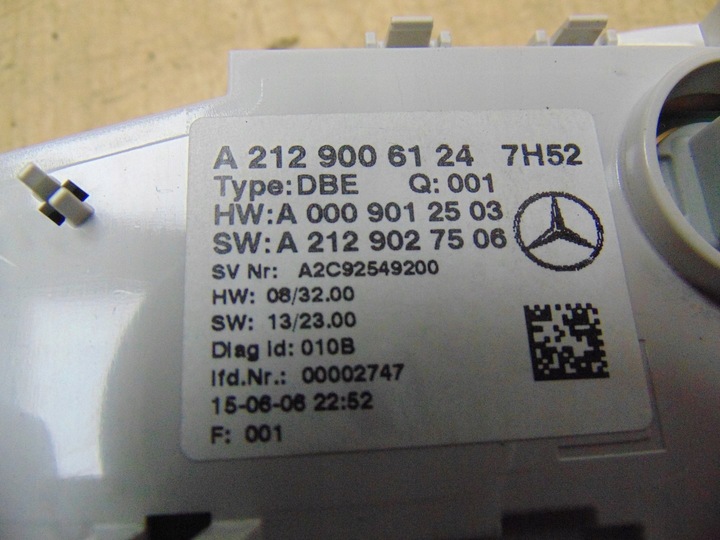 A 212 900 61 24 7H52
Type: DBE Q: 001
HW: A 000 901 25 03
SW: A 212 902 75 06
SV Nr: A2C92549200
HW: 08/32.00
SW: 13/23.00
Diag Id: 010B
lfd.Nr.: 00002747
15-06-06 22:52
F: 001